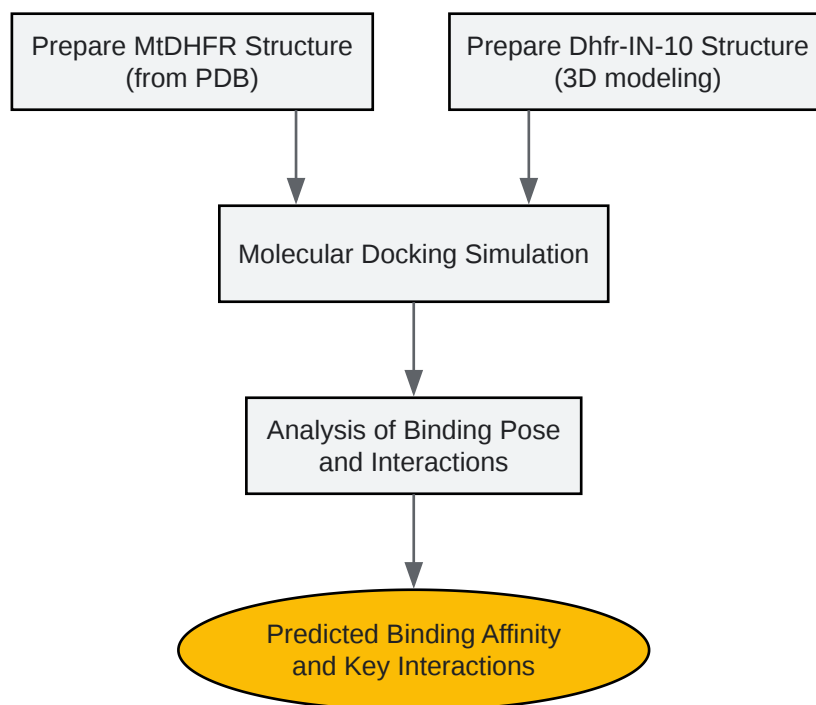 Prepare MtDHFR Structure
(from PDB)
Prepare Dhfr-IN-10 Structure
(3D modeling)
Molecular Docking Simulation
Analysis of Binding Pose
and Interactions
Predicted Binding Affinity
and Key Interactions